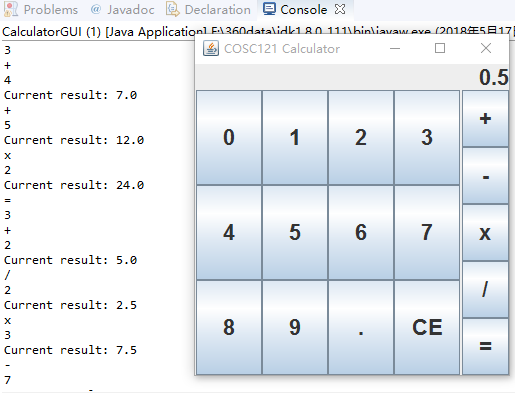 Problems @ Javadoc Declaration Console
CalculatorGUI (1) [Java Application] F:\360data\jdk1.8.0_111\bin\javaw.exe (2018年5月17日
3
+
4
Current result: 7.0
+
5
Current result: 12.0
x
2
Current result: 24.0
=
3
+
2
Current result: 5.0
/
2
Current result: 2.5
x
3
Current result: 7.5
-
7
COSC121 Calculator
0.5
0 1 2 3
4 5 6 7
8 9 . CE
+
-
x
/
=